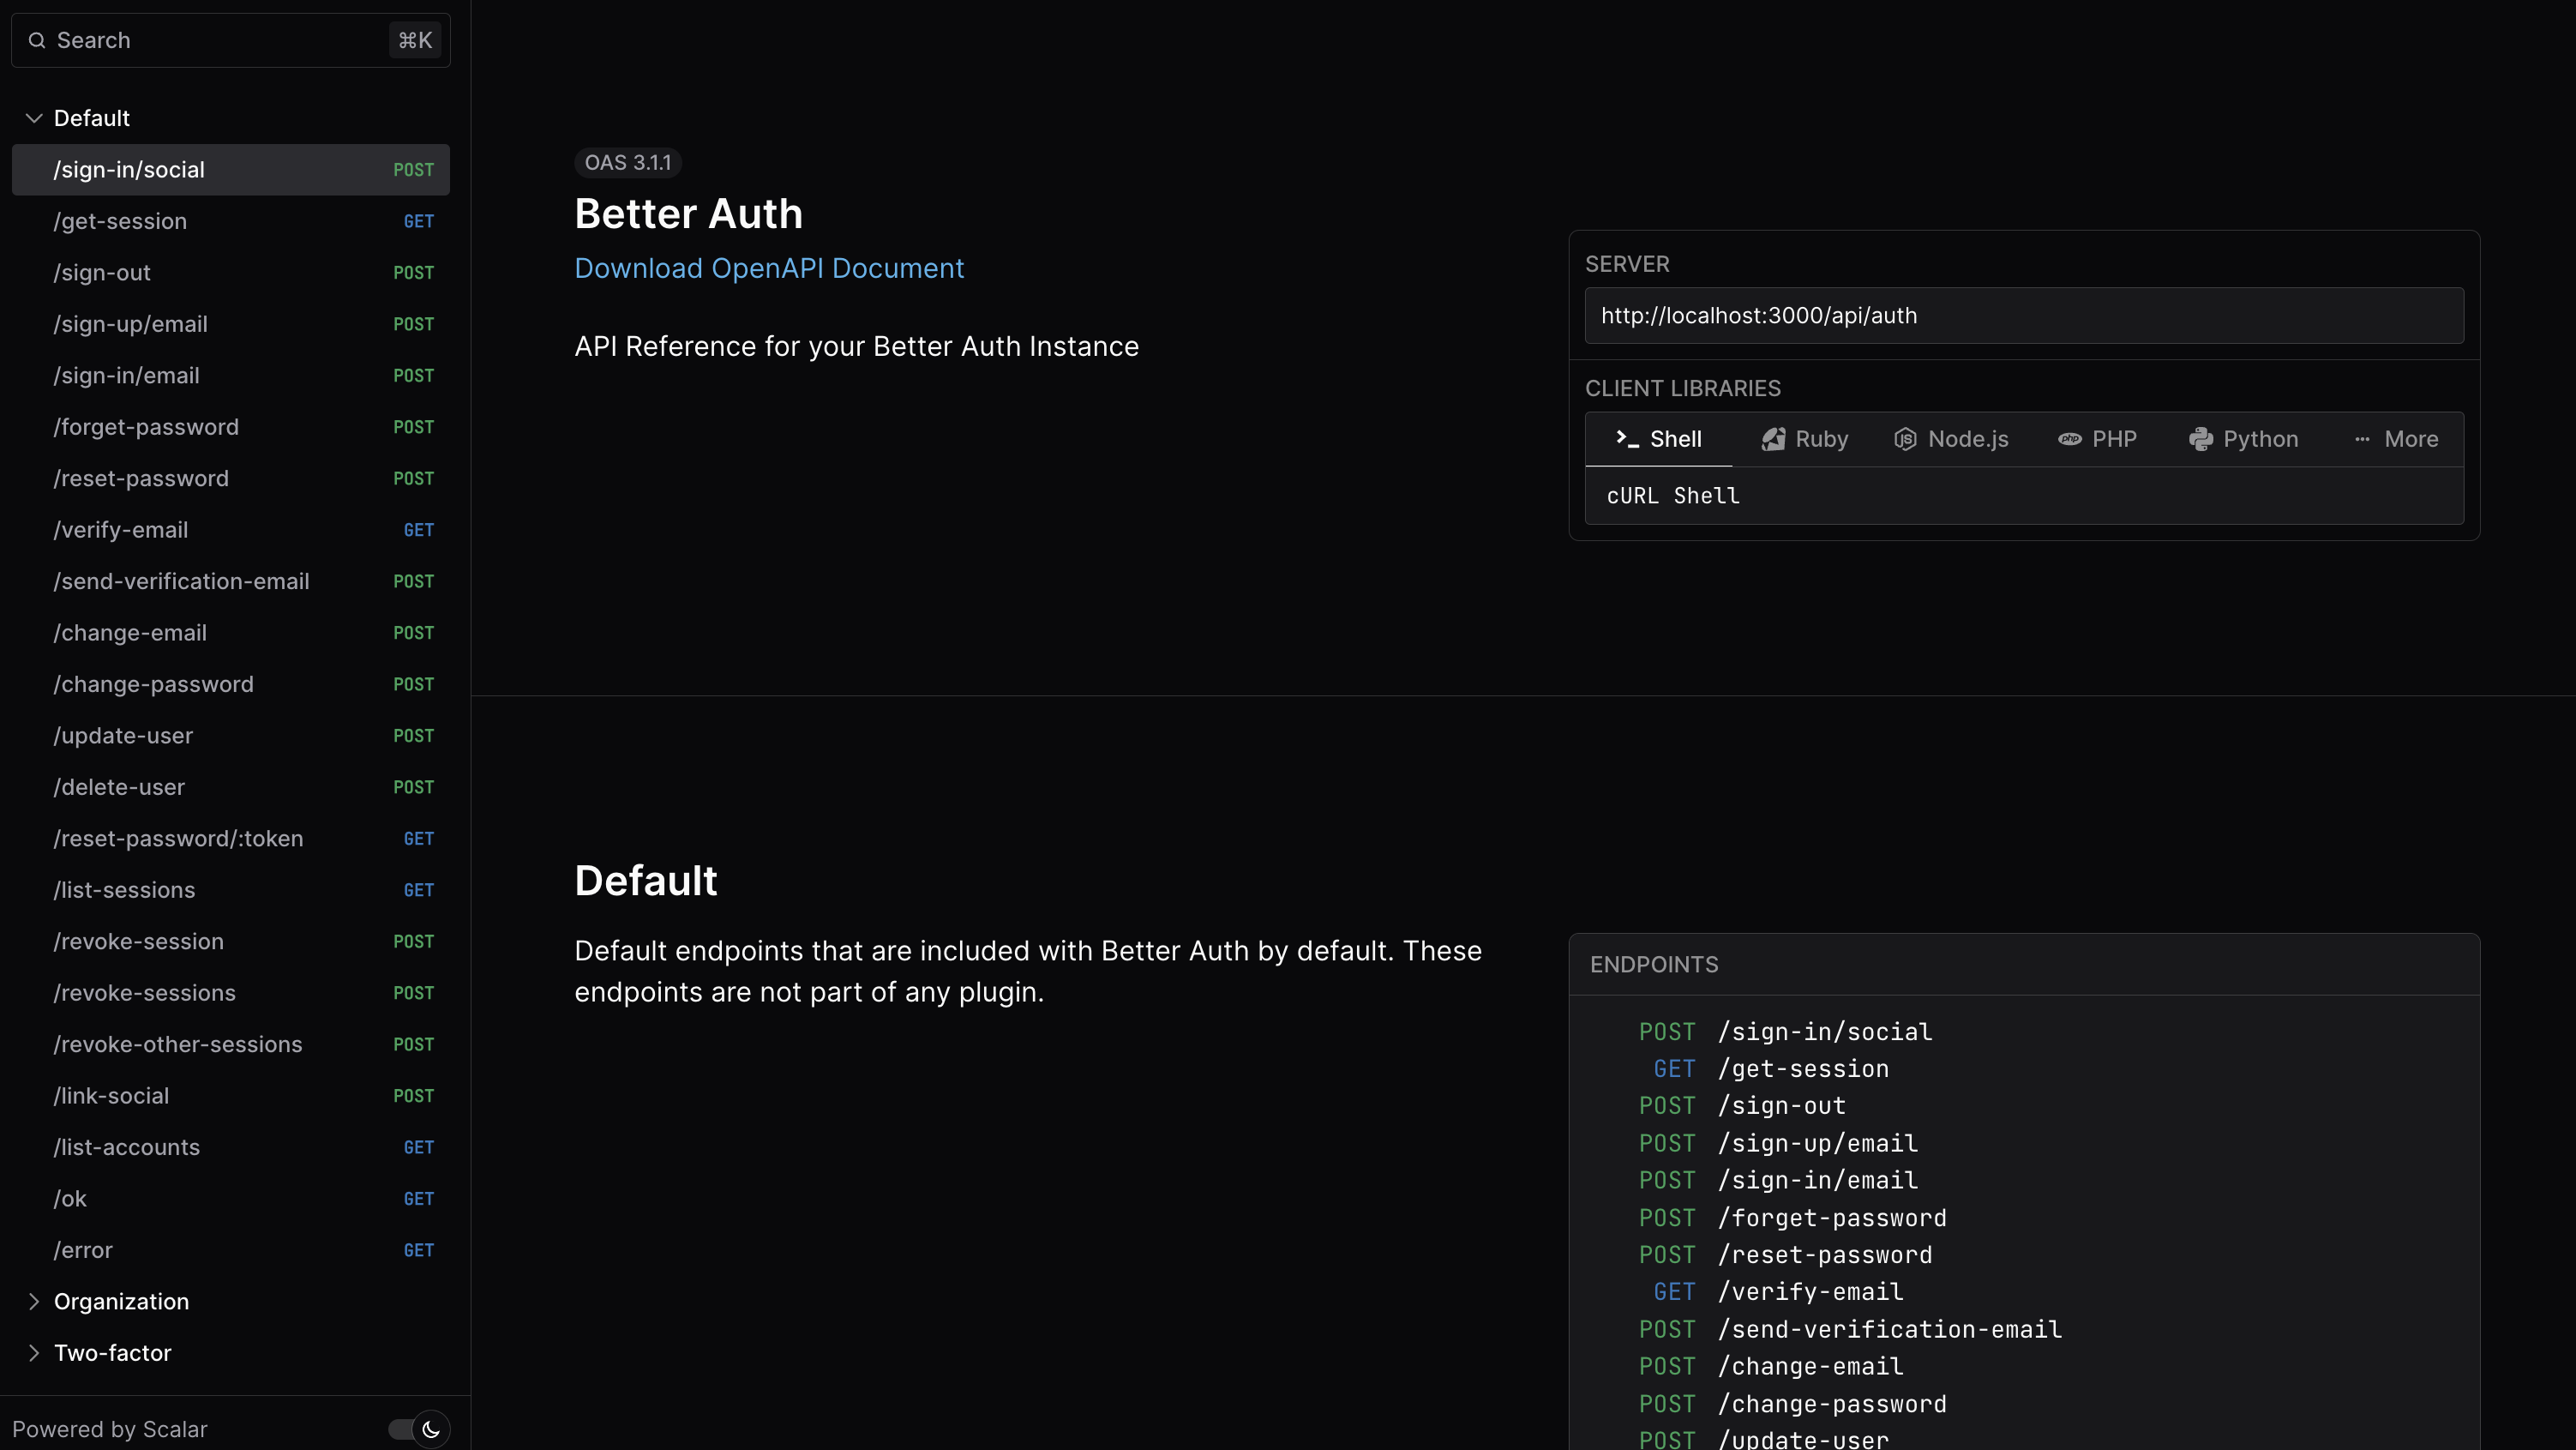 Search ⌘K
Default
/sign-in/social POST
/get-session GET
/sign-out POST
/sign-up/email POST
/sign-in/email POST
/forget-password POST
/reset-password POST
/verify-email GET
/send-verification-email POST
/change-email POST
/change-password POST
/update-user POST
/delete-user POST
/reset-password/:token GET
/list-sessions GET
/revoke-session POST
/revoke-sessions POST
/revoke-other-sessions POST
/link-social POST
/list-accounts GET
/ok GET
/error GET
Organization
Two-factor
Powered by Scalar
OAS 3.1.1
Better Auth
Download OpenAPI Document
API Reference for your Better Auth Instance
SERVER
http://localhost:3000/api/auth
CLIENT LIBRARIES
Shell Ruby Node.js PHP Python More
cURL Shell
Default
Default endpoints that are included with Better Auth by default. These
endpoints are not part of any plugin.
ENDPOINTS
POST /sign-in/social
GET /get-session
POST /sign-out
POST /sign-up/email
POST /sign-in/email
POST /forget-password
POST /reset-password
GET /verify-email
POST /send-verification-email
POST /change-email
POST /change-password
POST /update-user